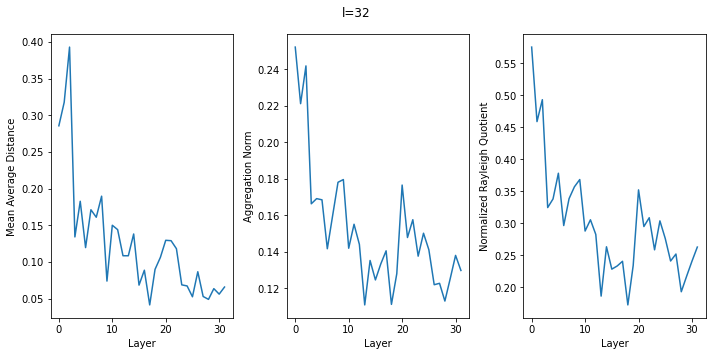 l=32
Mean Average Distance
0.40
0.35
0.30
0.25
0.20
0.15
0.10
0.05
0 10 20 30
Layer
Aggregation Norm
0.24
0.22
0.20
0.18
0.16
0.14
0.12
0 10 20 30
Layer
Normalized Rayleigh Quotient
0.55
0.50
0.45
0.40
0.35
0.30
0.25
0.20
0 10 20 30
Layer